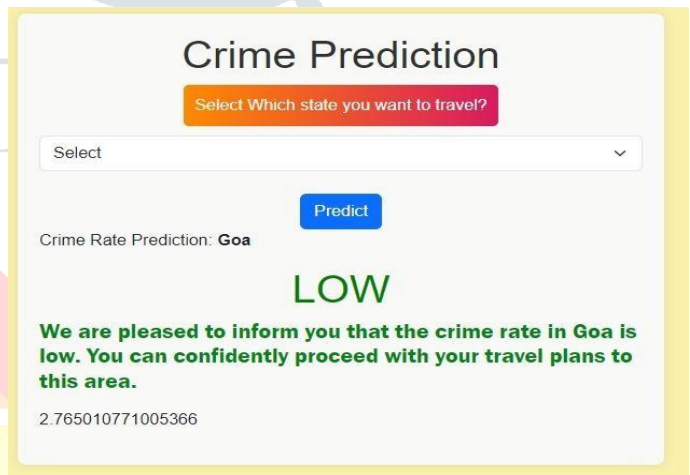 Crime Prediction
Select Which state you want to travel?
Select
Predict
Crime Rate Prediction: Goa
LOW
We are pleased to inform you that the crime rate in Goa is
low. You can confidently proceed with your travel plans to
this area.
2.765010771005366